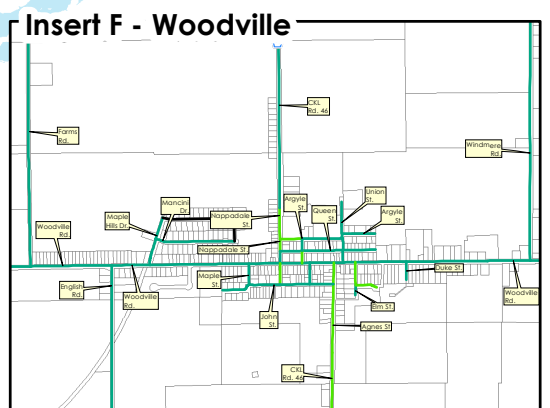 Insert F - Woodville
CKL
Rd. 46
Farms
Rd.
Windmere
Rd.
Mancini
Dr.
Maple
Hills Dr.
Nappadale
St.
Argyle
St.
Queen
St.
Union
St.
Argyle
St.
Woodville
Rd.
Nappadale St.
Maple
St.
Duke St.
English
Rd.
Woodville
Rd.
Woodville
Rd.
Elm St.
John
St.
Agnes St
CKL
Rd. 46